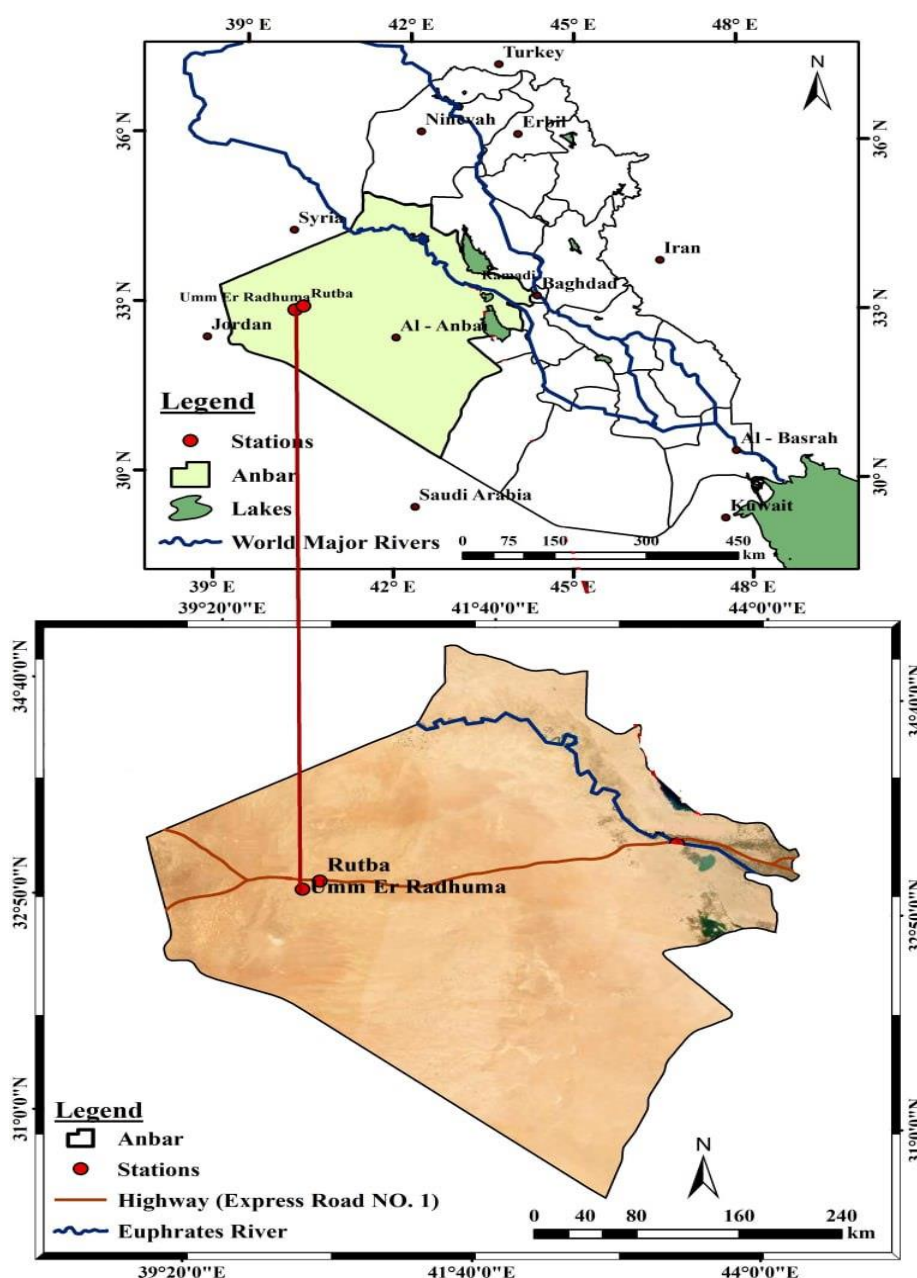 39° E 42° E 45° E 48° E
N
Turkey
Ninevah Erbil
36° N 36° N
Syria
Iran
Ramadi
Baghdad
Umm Er Radhuma Rutba
33° N 33° N
Jordan
Al - Anba
Legend
Stations
Anbar
Lakes
World Major Rivers
Al - Basrah
30° N 30° N
Saudi Arabia
Kuwait
0 75 150 300 450
km
39° E 42° E 45° E 48° E
39°20'0"E 41°40'0"E 44°0'0"E
34°40'0"N 34°40'0"N
Rutba
Umm Er Radhuma
32°50'0"N 32°50'0"N
31°0'0"N 31°0'0"N
Legend
Anbar
Stations
Highway (Express Road NO. 1)
Euphrates River
N
0 40 80 160 240
km
39°20'0"E 41°40'0"E 44°0'0"E